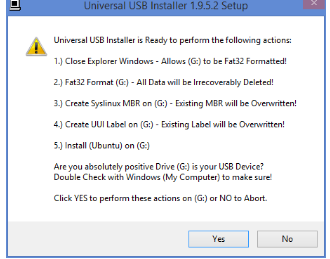 Universal USB Installer 1.9.5.2 Setup
Universal USB Installer is Ready to perform the following actions:
1.) Close Explorer Windows - Allows (G:) to be Fat32 Formatted!
2.) Fat32 Format (G:) - All Data will be Irrecoverably Deleted!
3.) Create Syslinux MBR on (G:) - Existing MBR will be Overwritten!
4.) Create UUI Label on (G:) - Existing Label will be Overwritten!
5.) Install (Ubuntu) on (G:)
Are you absolutely positive Drive (G:) is your USB Device?
Double Check with Windows (My Computer) to make sure!
Click YES to perform these actions on (G:) or NO to Abort.
Yes No